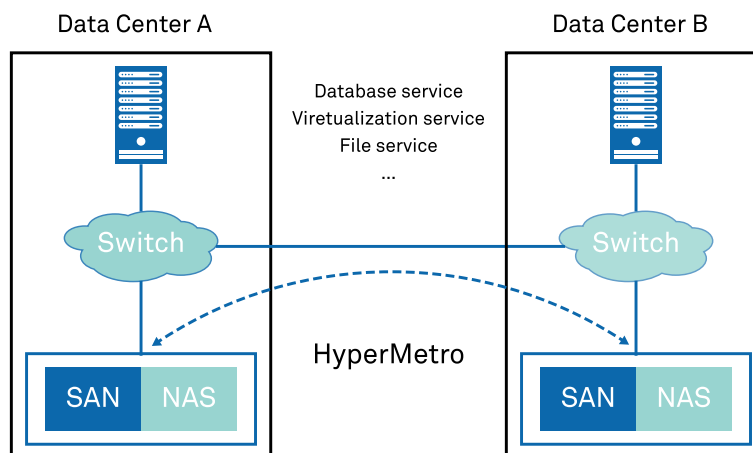 Data Center A
Data Center B
Database service
Viretualization service
File service
...
Switch
Switch
HyperMetro
SAN
NAS
SAN
NAS